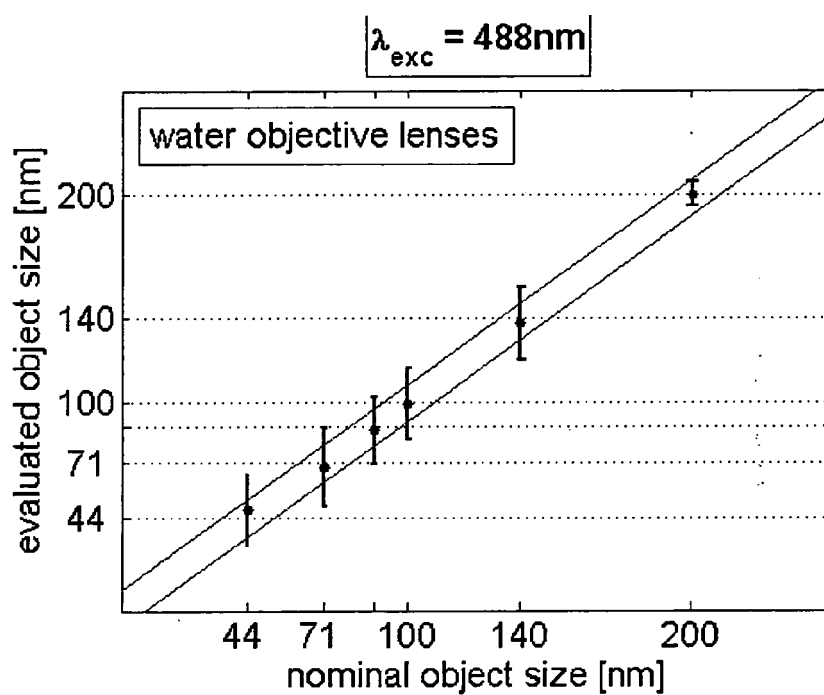 λexc = 488nm
water objective lenses
evaluated object size [nm]
200
140
100
71
44
44 71 100 140 200
nominal object size [nm]